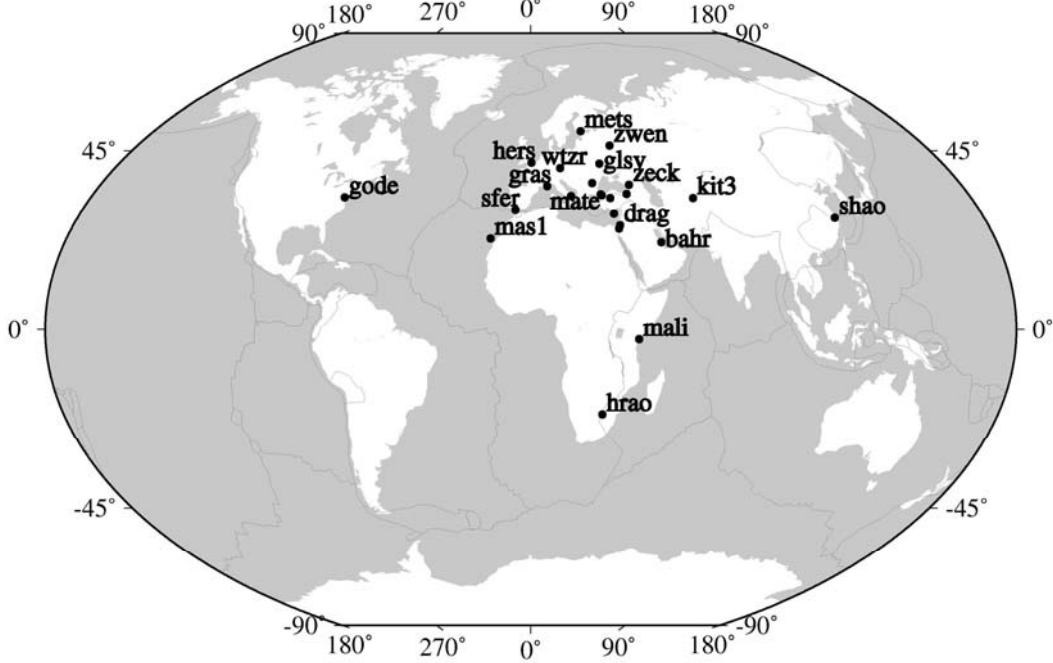 180° 270° 0° 90° 180°
90° 90°
mets
zwen
45° hers wtzr glsv 45°
gras zeck
gode sfer mate kit3
shao
mas1 drag
bahr
0° mali 0°
hrao
-45° -45°
-90° -90°
180° 270° 0° 90° 180°